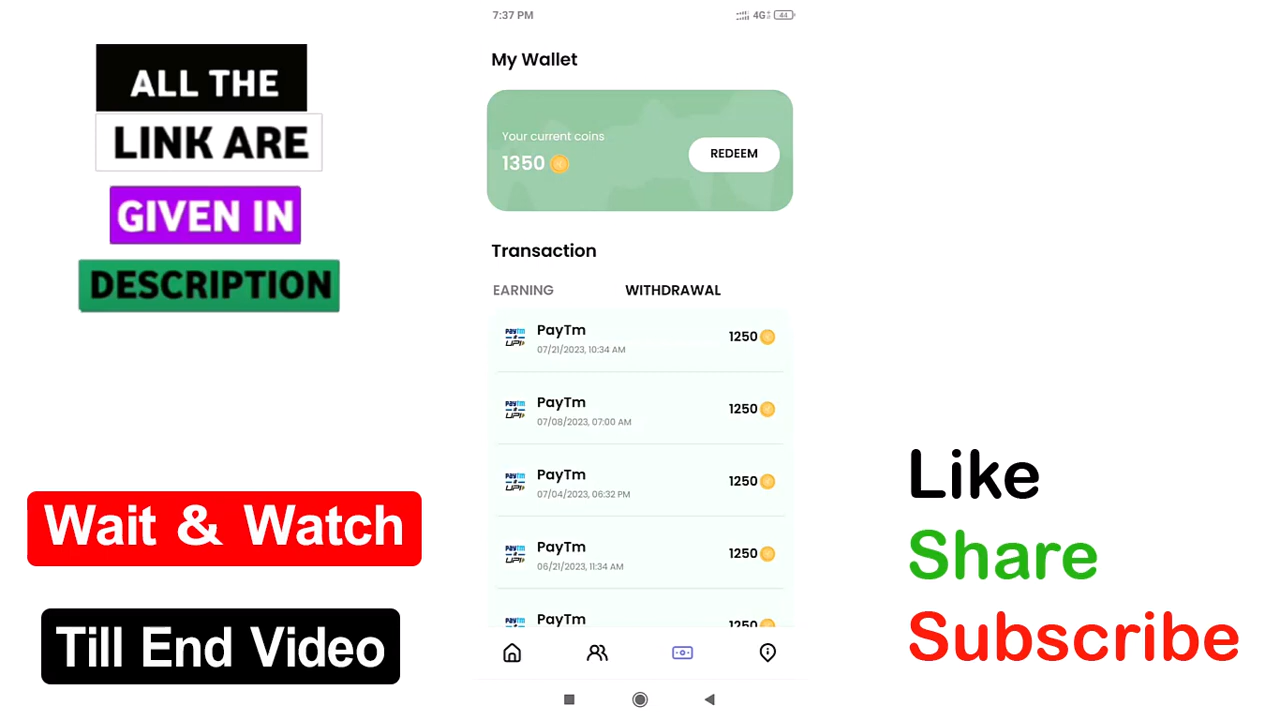 ALL THE
LINK ARE
GIVEN IN
DESCRIPTION
Wait & Watch
Till End Video
7:37 PM
4G
44
My Wallet
Your current coins
1350
REDEEM
Transaction
EARNING
WITHDRAWAL
PayTm
07/21/2023, 10:34 AM
1250
PayTm
07/08/2023, 07:00 AM
1250
PayTm
07/04/2023, 06:32 PM
1250
PayTm
06/21/2023, 11:34 AM
1250
PayTm
1250
Like
Share
Subscribe